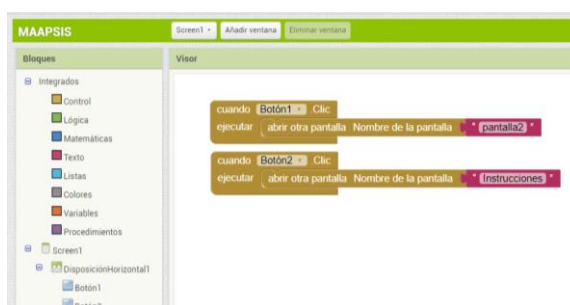 MAAPSIS
Screen1 Añadir ventana Eliminar ventana
Bloques
Visor
Integrados
Control
Lógica
Matemáticas
Texto
Listas
Colores
Variables
Procedimientos
Screen1
DisposiciónHorizontal1
Botón1
cuando Botón1 .Clic
ejecutar abrir otra pantalla Nombre de la pantalla " pantalla2 "
cuando Botón2 .Clic
ejecutar abrir otra pantalla Nombre de la pantalla " Instrucciones "